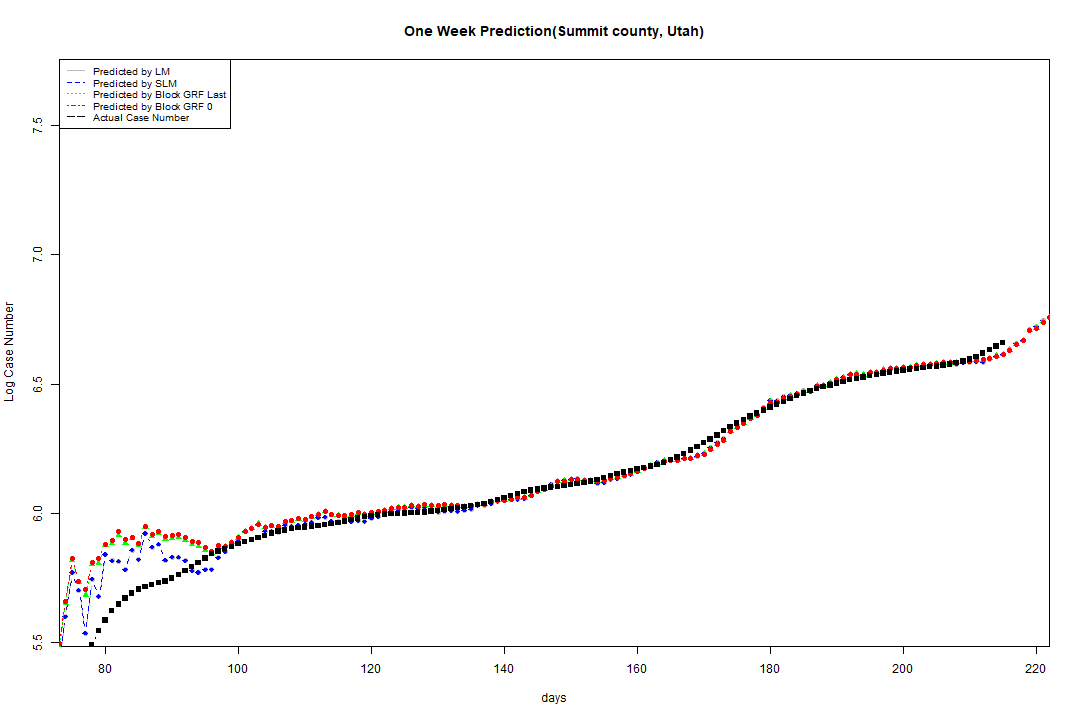 One Week Prediction(Summit county, Utah)
Predicted by LM
Predicted by SLM
Predicted by Block GRF Last
Predicted by Block GRF 0
Actual Case Number
Log Case Number
7.5
7.0
6.5
6.0
5.5
80 100 120 140 160 180 200 220
days